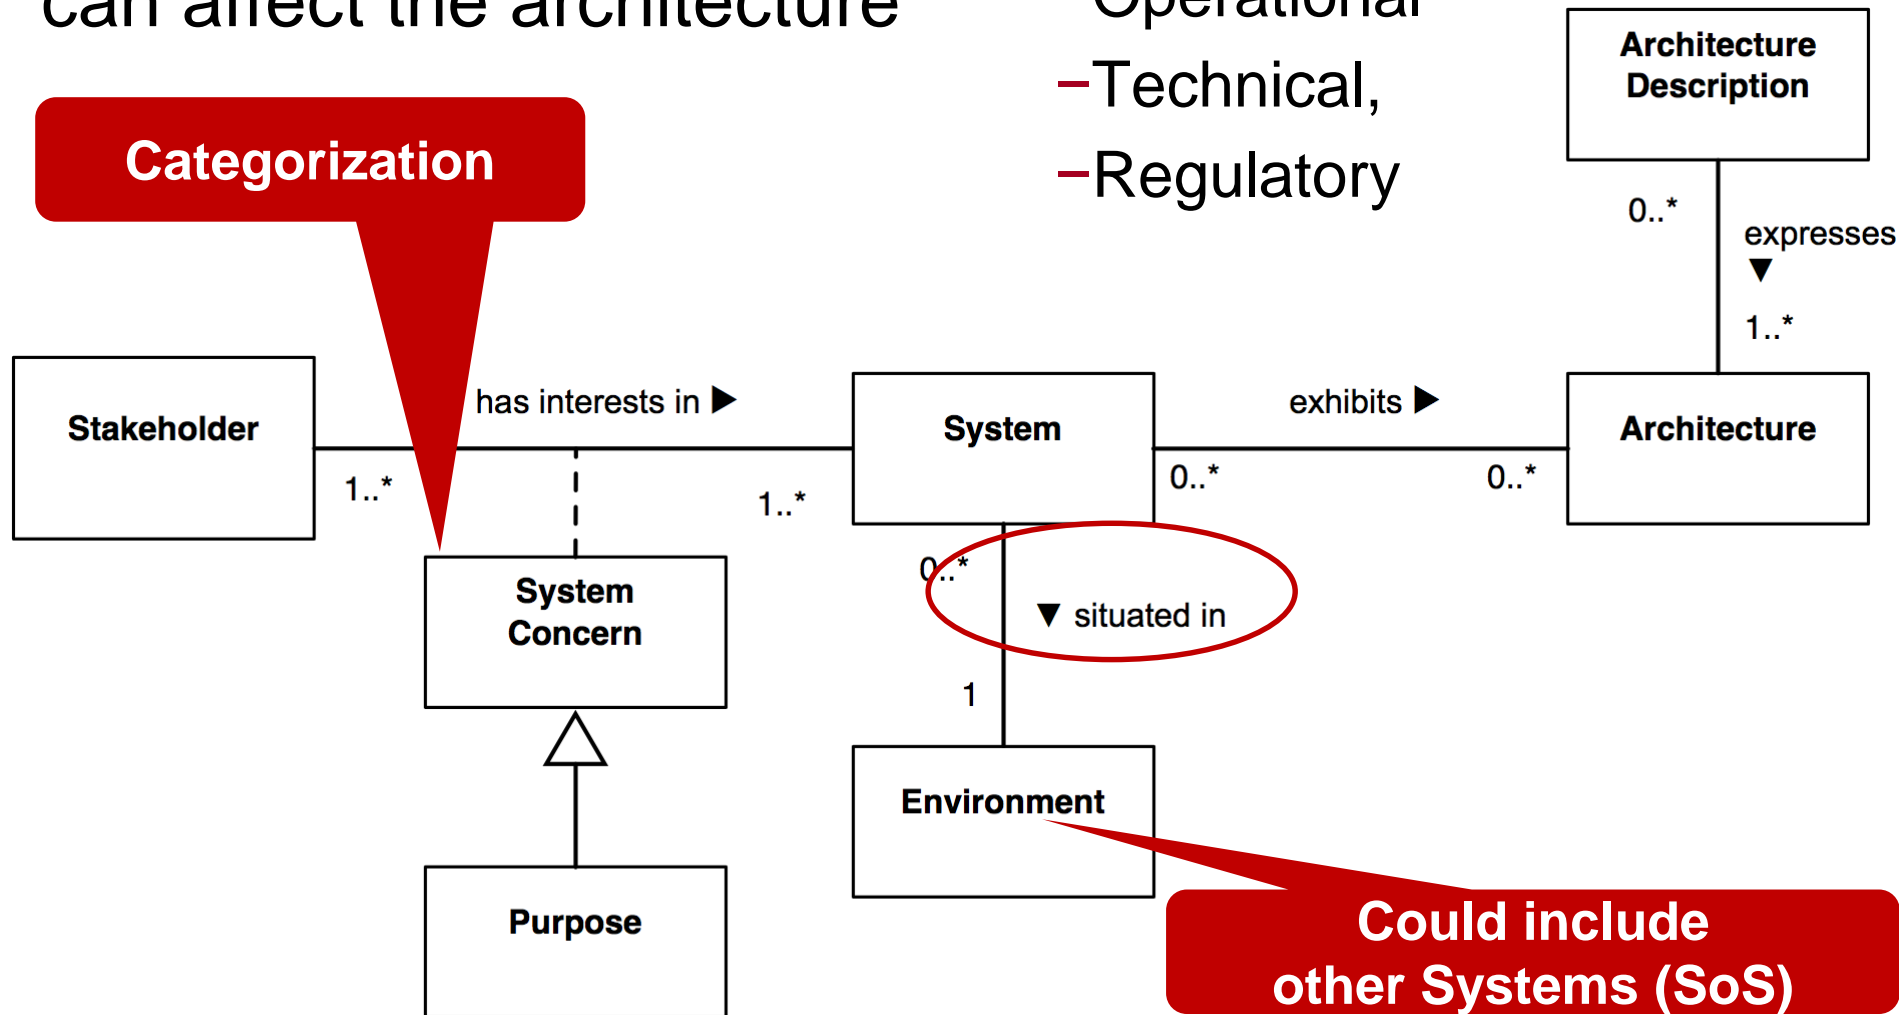 can affect the architecture
Operational
–Technical,
–Regulatory
Architecture
Description
Categorization
0..*
expresses
▼
1..*
Stakeholder
has interests in ▶
System
exhibits ▶
Architecture
1..*
1..*
0..*
0..*
System
Concern
0..*
▼ situated in
1
Environment
Purpose
Could include
other Systems (SoS)